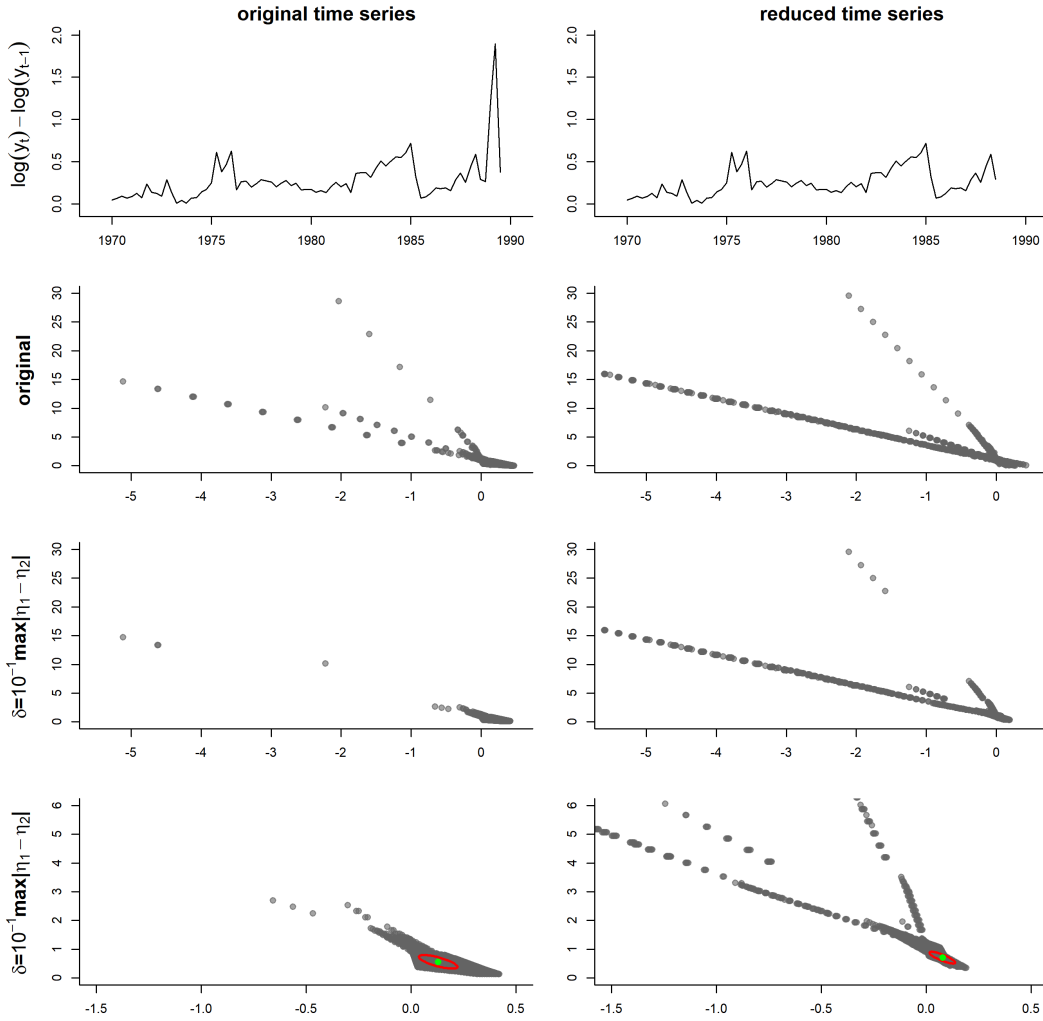 original time series
reduced time series
log(yt) − log(yt−1)
0.0 0.5 1.0 1.5 2.0
1970 1975 1980 1985 1990
0.0 0.5 1.0 1.5 2.0
1970 1975 1980 1985 1990
original
0 5 10 15 20 25 30
-5 -4 -3 -2 -1 0
0 5 10 15 20 25 30
-5 -4 -3 -2 -1 0
δ=10⁻¹max|η₁ − η₂|
0 5 10 15 20 25 30
-5 -4 -3 -2 -1 0
0 5 10 15 20 25 30
-5 -4 -3 -2 -1 0
δ=10⁻¹max|η₁ − η₂|
0 1 2 3 4 5 6
-1.5 -1.0 -0.5 0.0 0.5
0 1 2 3 4 5 6
-1.5 -1.0 -0.5 0.0 0.5